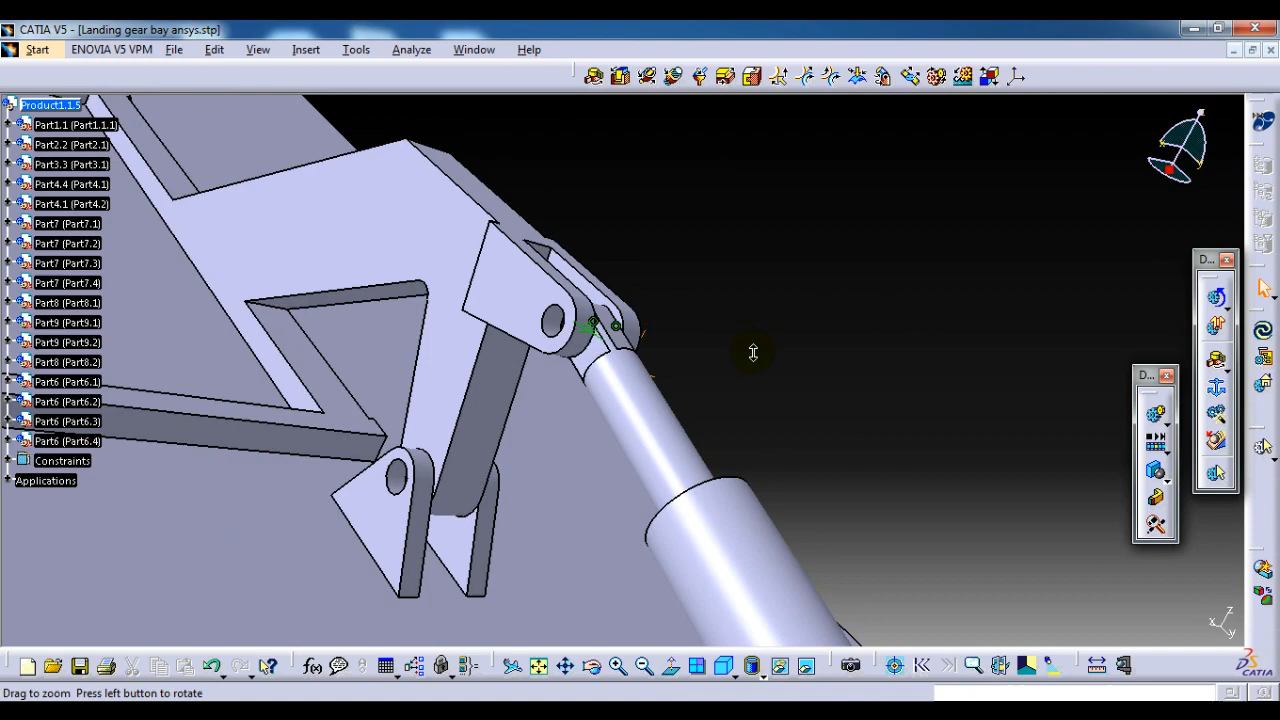 CATIA V5 - [Landing gear bay ansys.stp]
Start ENOVIA V5 VPM File Edit View Insert Tools Analyze Window Help
Product1.1.5
Part1.1 (Part1.1.1)
Part2.2 (Part2.1)
Part3.3 (Part3.1)
Part4.4 (Part4.1)
Part4.1 (Part4.2)
Part7 (Part7.1)
Part7 (Part7.2)
Part7 (Part7.3)
Part7 (Part7.4)
Part8 (Part8.1)
Part9 (Part9.1)
Part9 (Part9.2)
Part8 (Part8.2)
Part6 (Part6.1)
Part6 (Part6.2)
Part6 (Part6.3)
Part6 (Part6.4)
Constraints
Applications
D...
D...
z
x
y
f(x)
CATIA
Drag to zoom Press left button to rotate